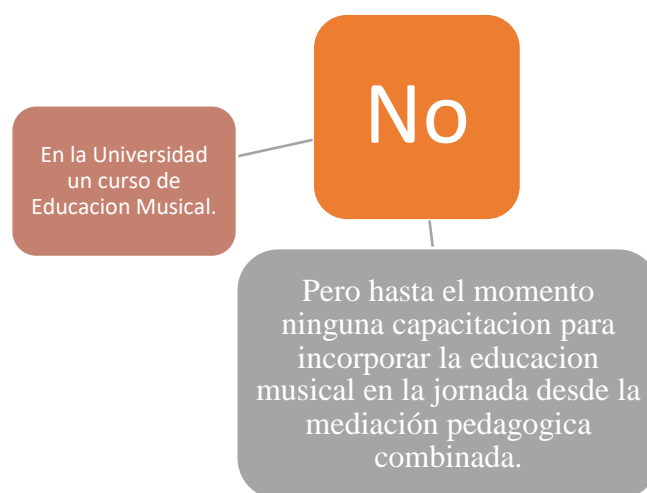 No
En la Universidad
un curso de
Educacion Musical.
Pero hasta el momento
ninguna capacitacion para
incorporar la educacion
musical en la jornada desde la
mediación pedagogica
combinada.